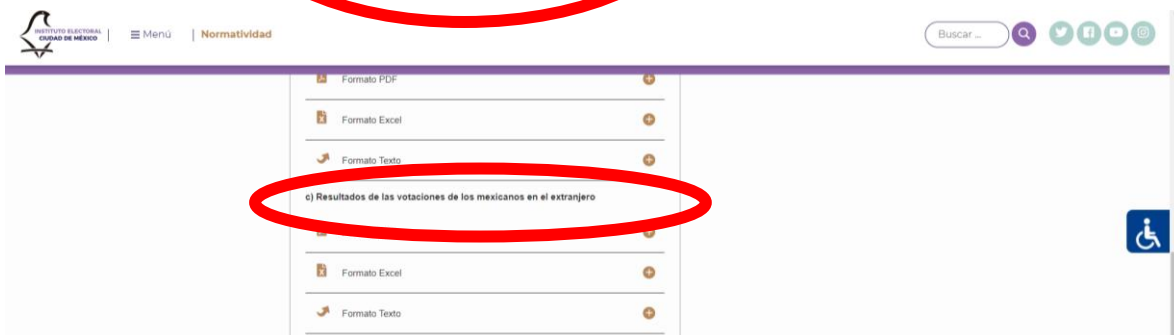 INSTITUTO ELECTORAL
CIUDAD DE MÉXICO
Menú
Normatividad
Buscar ...
Formato PDF
Formato Excel
Formato Texto
c) Resultados de las votaciones de los mexicanos en el extranjero
Formato Excel
Formato Texto